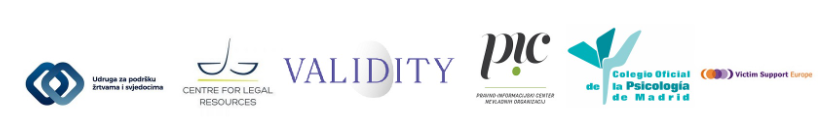 Udruga za podršku
žrtvama i svjedocima
CENTRE FOR LEGAL
RESOURCES
VALIDITY
pic
PRAVNO-INFORMACIJSKI CENTER
NEVLADNIH ORGANIZACIJ
Colegio Oficial
de la Psicología
de Madrid
Victim Support Europe